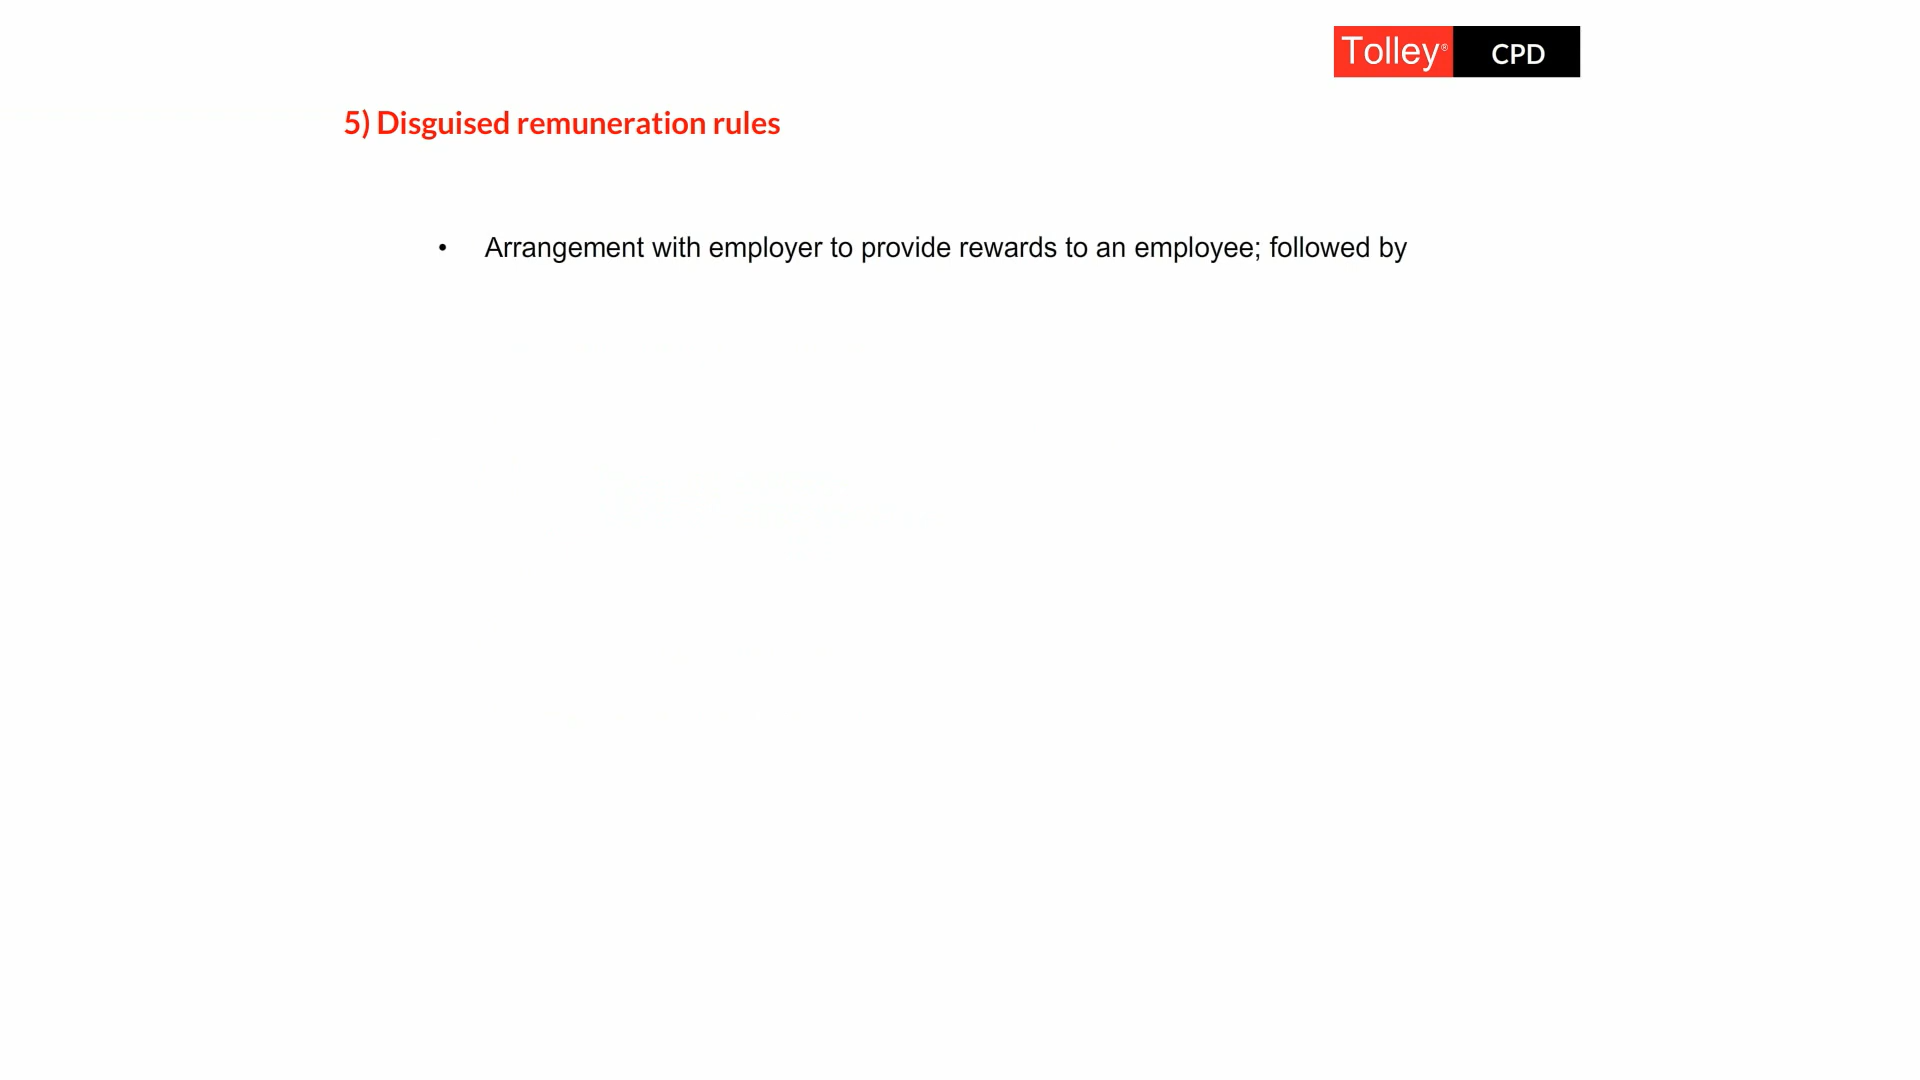 Tolley® CPD
5) Disguised remuneration rules
• Arrangement with employer to provide rewards to an employee; followed by